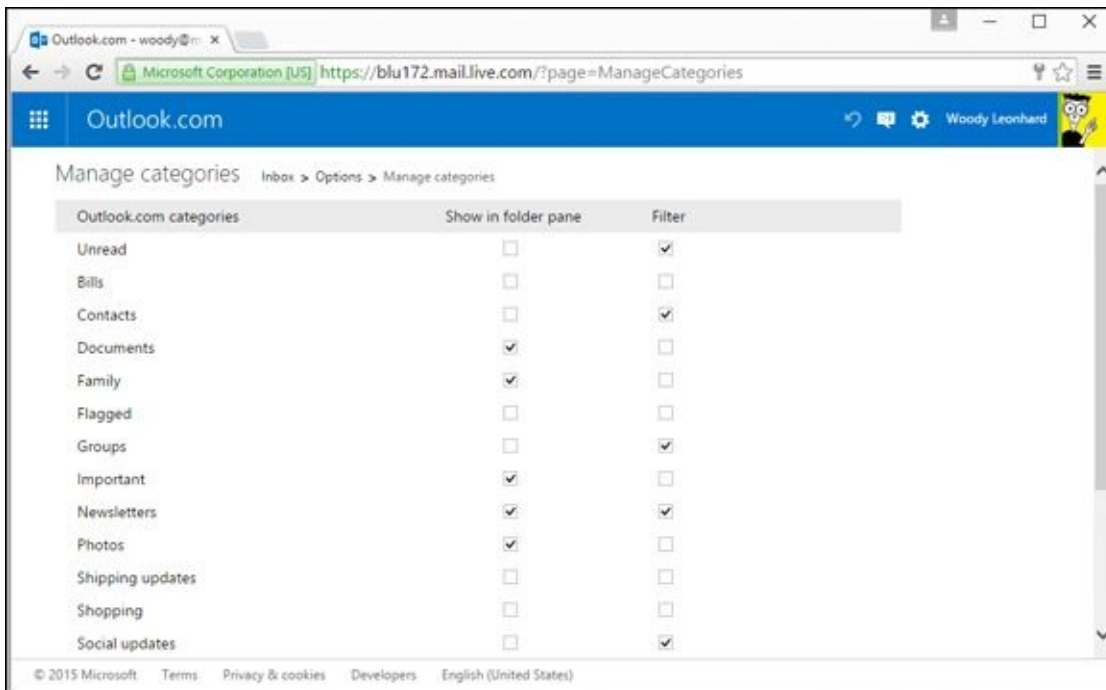 Outlook.com - woody@m
Microsoft Corporation [US] https://blu172.mail.live.com/?page=ManageCategories
Outlook.com Woody Leonhard
Manage categories Inbox > Options > Manage categories
Outlook.com categories Show in folder pane Filter
Unread
Bills
Contacts
Documents
Family
Flagged
Groups
Important
Newsletters
Photos
Shipping updates
Shopping
Social updates
© 2015 Microsoft Terms Privacy & cookies Developers English (United States)